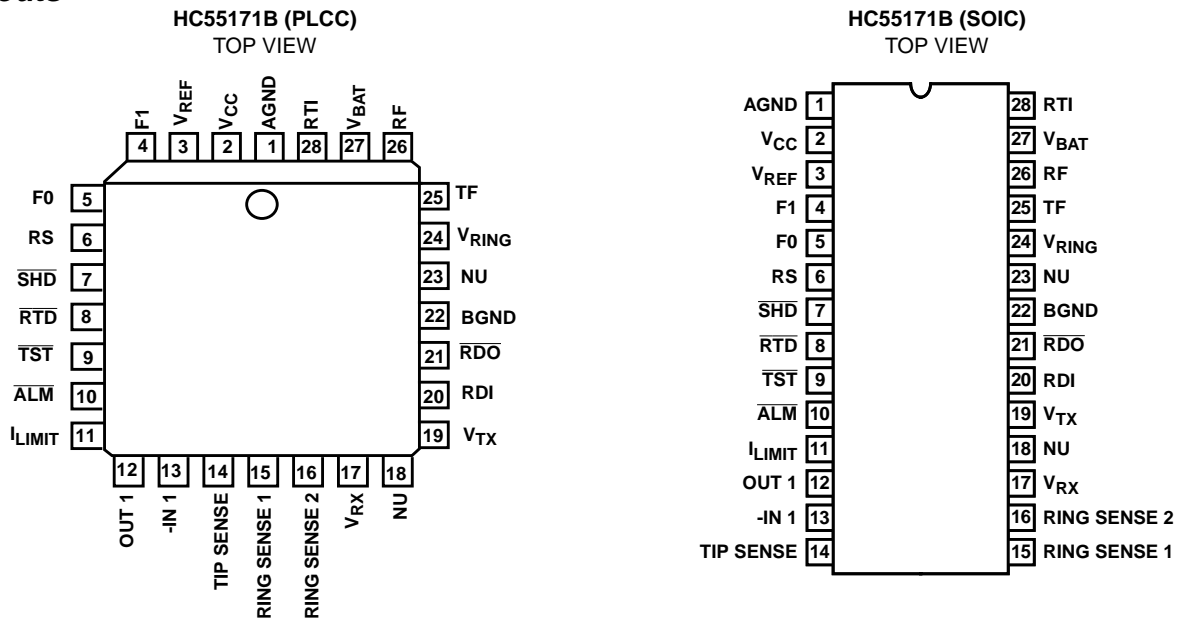 HC55171B (PLCC)
TOP VIEW
F1
VREF
VCC
AGND
RTI
VBAT
RF
4
3
2
1
28
27
26
F0 5
RS 6
SHD 7
RTD 8
TST 9
ALM 10
ILIMIT 11
25 TF
24 VRING
23 NU
22 BGND
21 RDO
20 RDI
19 VTX
12
13
14
15
16
17
18
OUT 1
-IN 1
TIP SENSE
RING SENSE 1
RING SENSE 2
VRX
NU
HC55171B (SOIC)
TOP VIEW
AGND 1
VCC 2
VREF 3
F1 4
F0 5
RS 6
SHD 7
RTD 8
TST 9
ALM 10
ILIMIT 11
OUT 1 12
-IN 1 13
TIP SENSE 14
28 RTI
27 VBAT
26 RF
25 TF
24 VRING
23 NU
22 BGND
21 RDO
20 RDI
19 VTX
18 NU
17 VRX
16 RING SENSE 2
15 RING SENSE 1